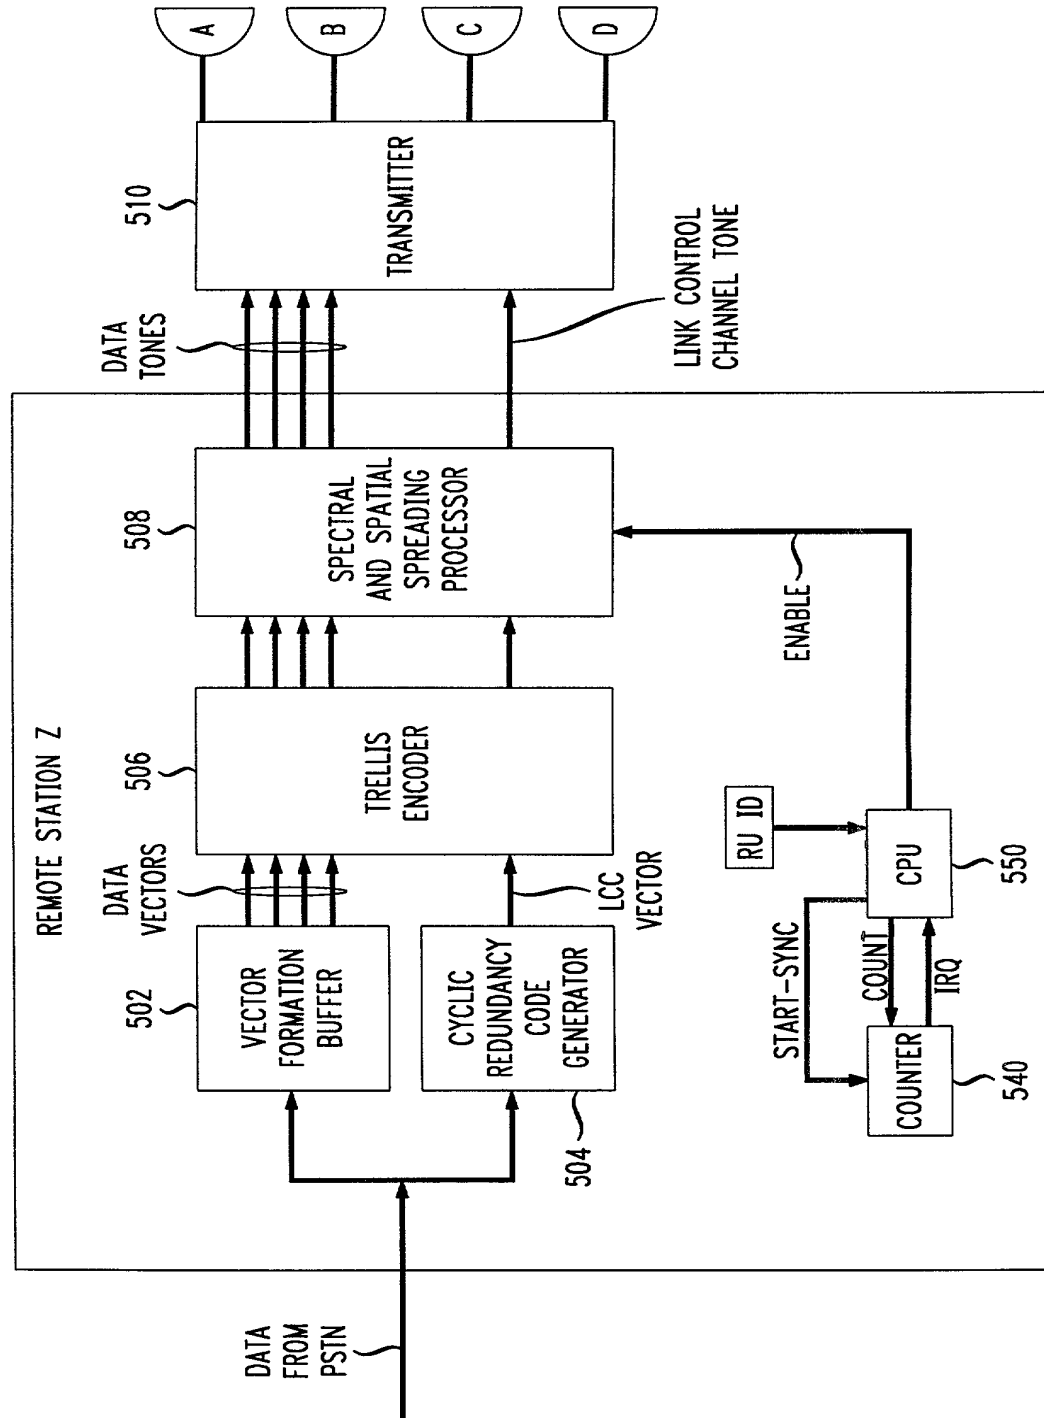 REMOTE STATION Z
DATA
FROM
PSTN
502
VECTOR
FORMATION
BUFFER
DATA
VECTORS
CYCLIC
REDUNDANCY
CODE
GENERATOR
504
LCC
VECTOR
506
TRELLIS
ENCODER
508
SPECTRAL
AND SPATIAL
SPREADING
PROCESSOR
DATA
TONES
510
TRANSMITTER
LINK CONTROL
CHANNEL TONE
A
B
C
D
ENABLE
RU ID
CPU
550
START-SYNC
COUNT
IRQ
COUNTER
540